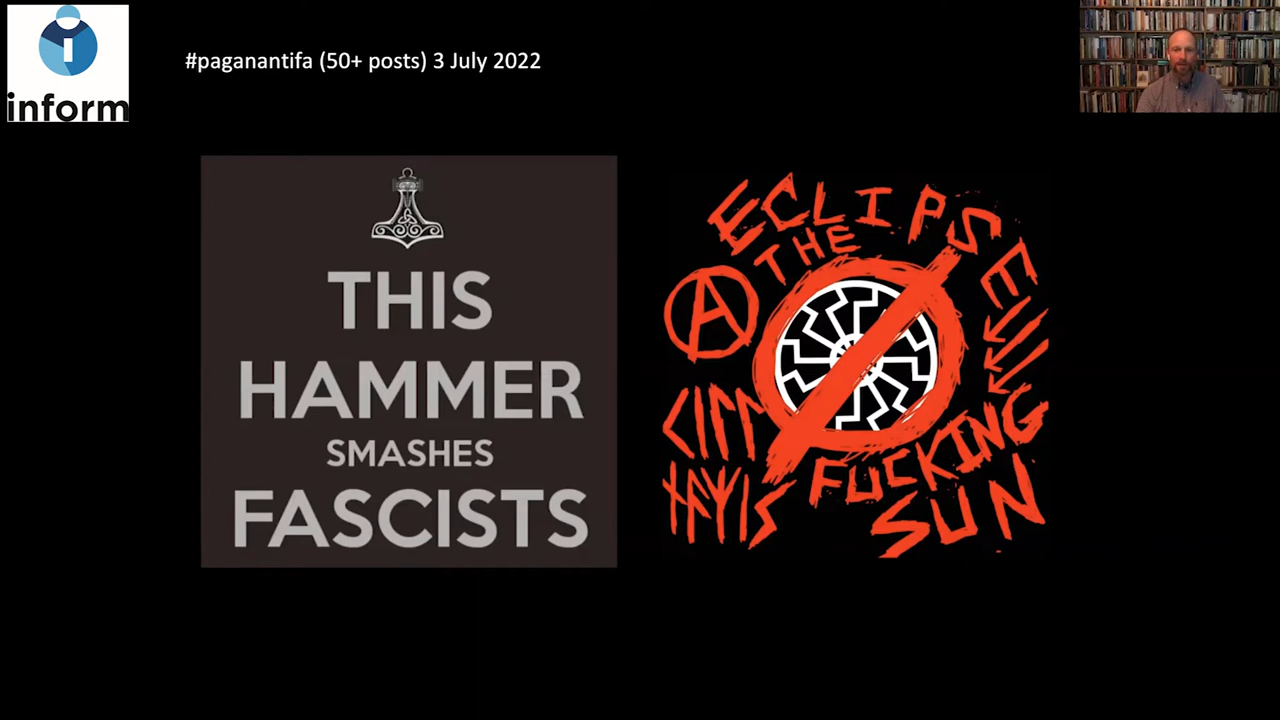 inform
#paganantifa (50+ posts) 3 July 2022
THIS
HAMMER
SMASHES
FASCISTS
ECLIPSE
THE
A
FUCKING
SUN